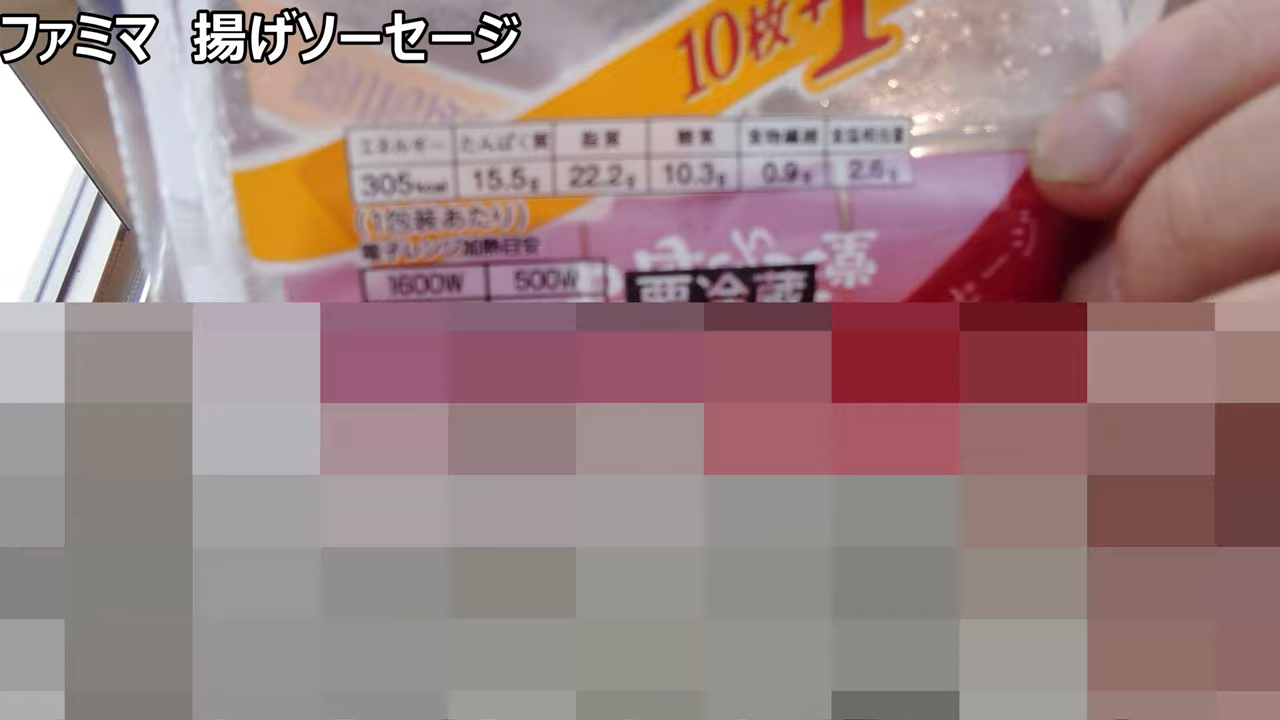 ファミマ 揚げソーセージ
10枚+1
エネルギー たんぱく質 脂質 糖質 食物繊維 食塩相当量
305kcal 15.5g 22.2g 10.3g 0.9g 2.6g
(1包装あたり)
電子レンジ加熱目安
1600W 500W
要冷蔵